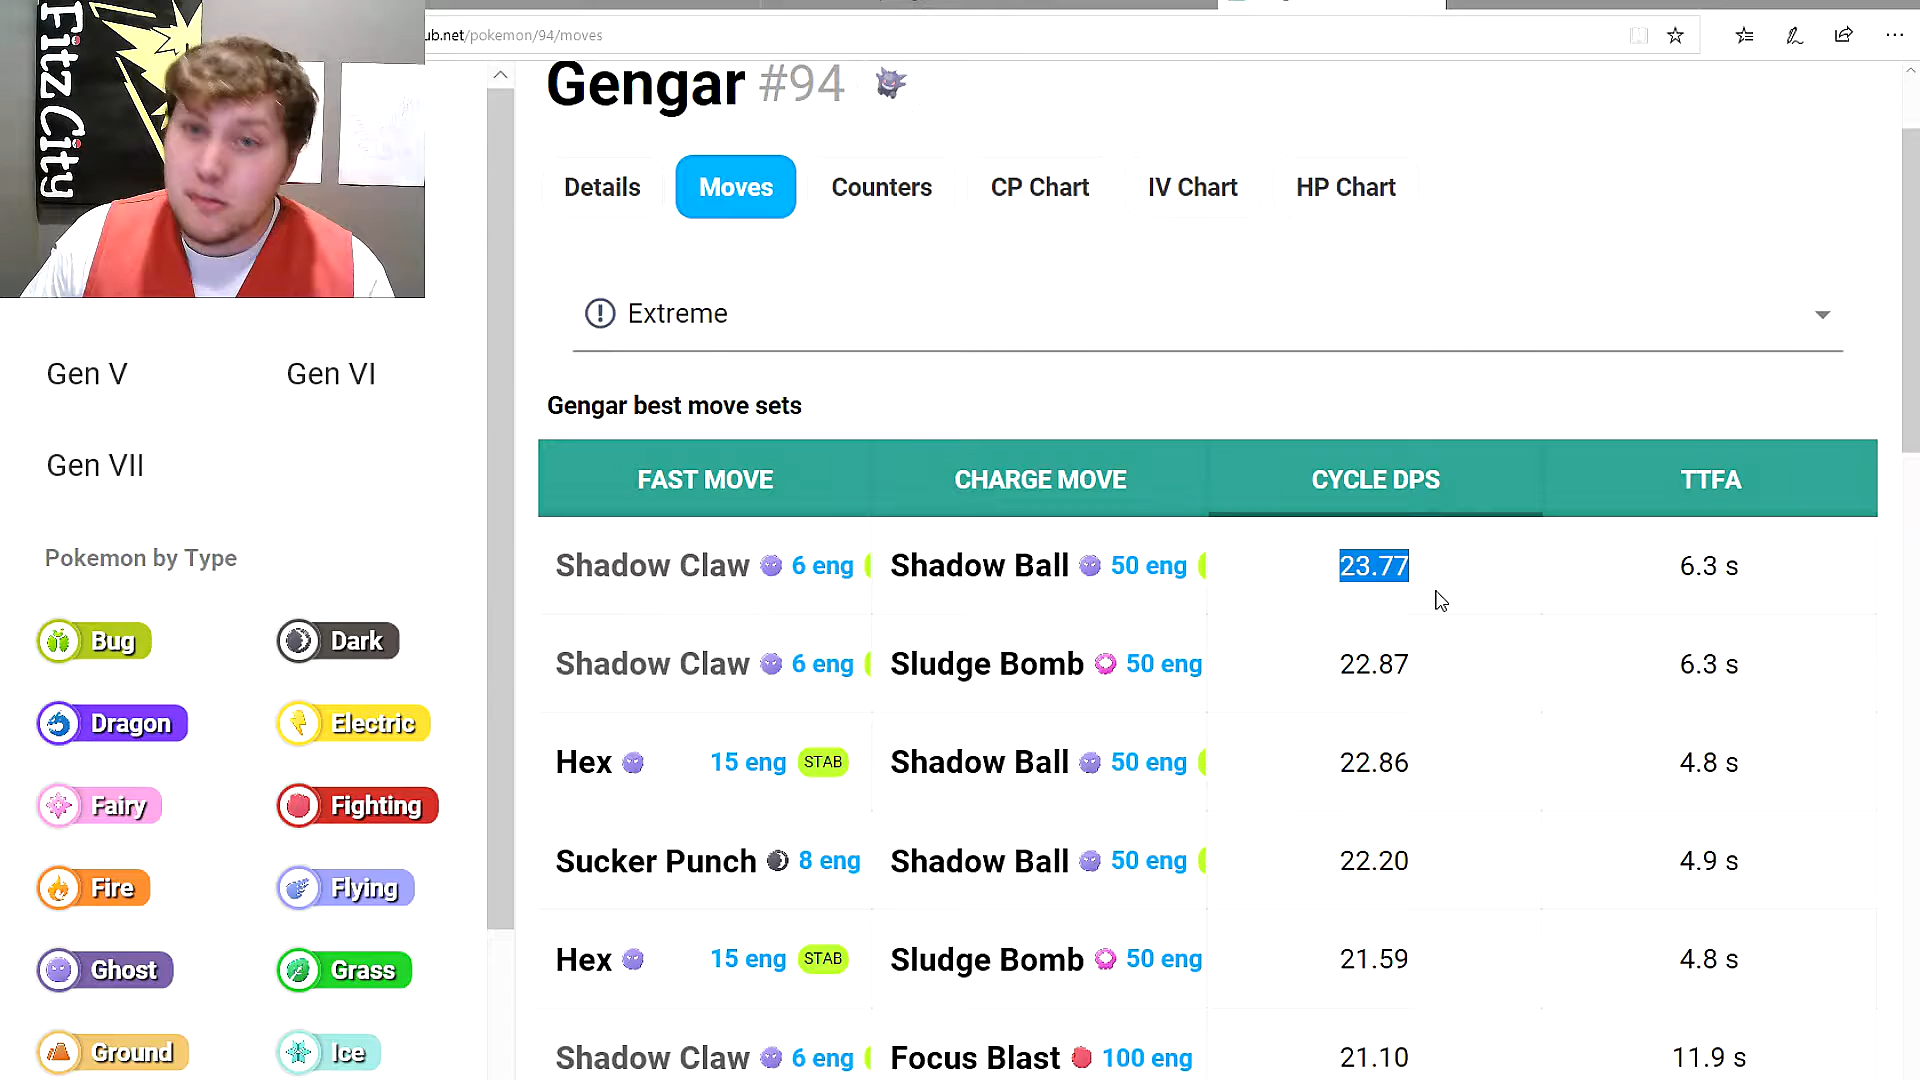 FitzCity
ub.net/pokemon/94/moves
Gengar #94
Details Moves Counters CP Chart IV Chart HP Chart
Extreme
Gen V Gen VI
Gen VII
Pokemon by Type
Bug Dark
Dragon Electric
Fairy Fighting
Fire Flying
Ghost Grass
Ground Ice
Gengar best move sets
FAST MOVE CHARGE MOVE CYCLE DPS TTFA
Shadow Claw 6 eng Shadow Ball 50 eng 23.77 6.3 s
Shadow Claw 6 eng Sludge Bomb 50 eng 22.87 6.3 s
Hex 15 eng STAB Shadow Ball 50 eng 22.86 4.8 s
Sucker Punch 8 eng Shadow Ball 50 eng 22.20 4.9 s
Hex 15 eng STAB Sludge Bomb 50 eng 21.59 4.8 s
Shadow Claw 6 eng Focus Blast 100 eng 21.10 11.9 s